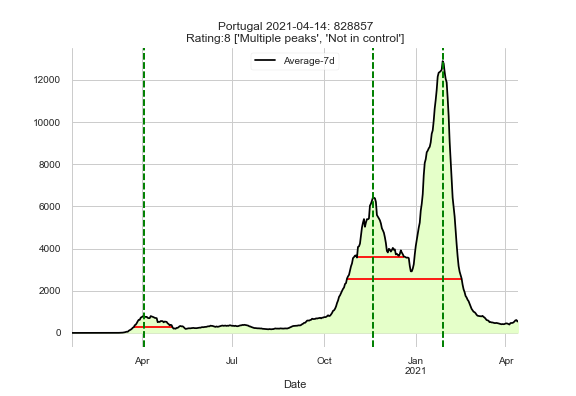 Portugal 2021-04-14: 828857
Rating:8 ['Multiple peaks', 'Not in control']
Average-7d
12000
10000
8000
6000
4000
2000
0
Apr Jul Oct Jan Apr
2021
Date